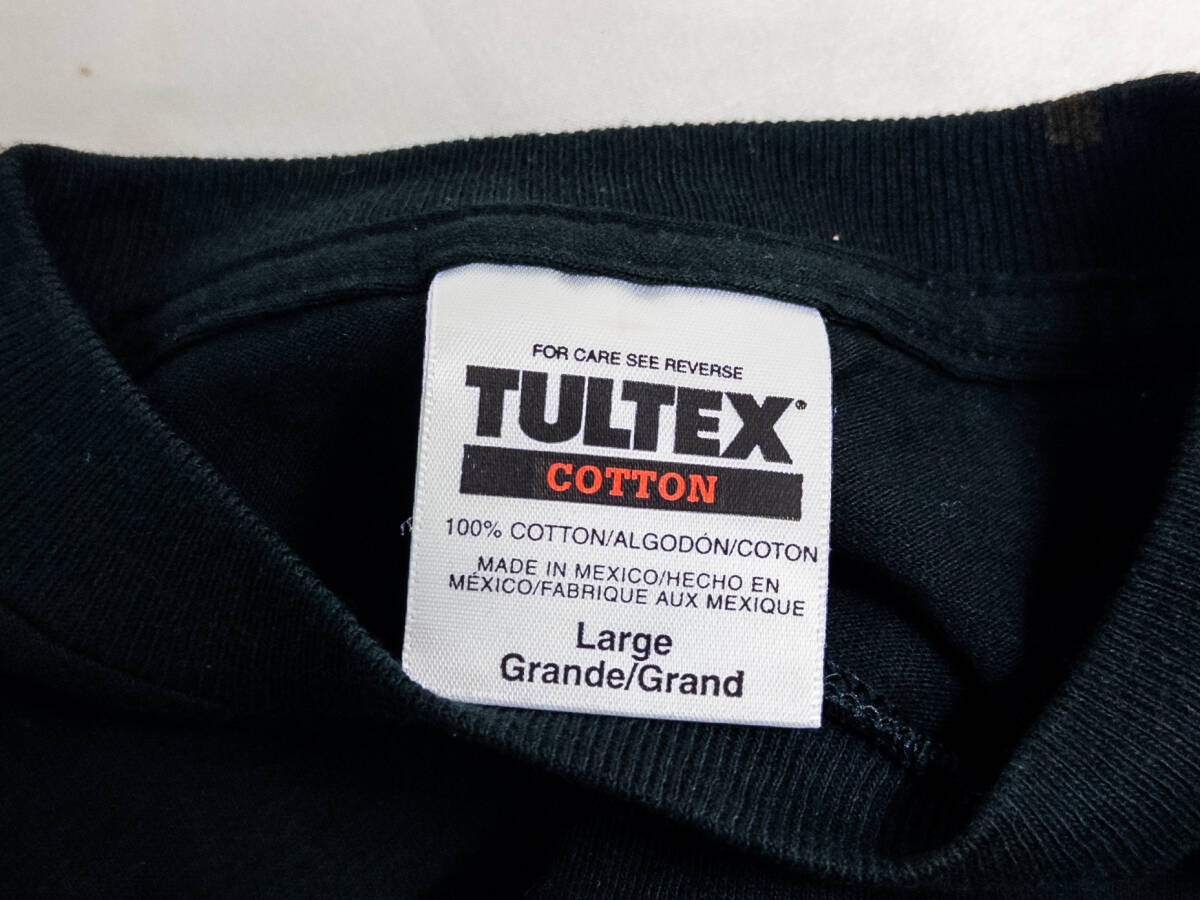 FOR CARE SEE REVERSE
TULTEX®
COTTON
100% COTTON/ALGODÓN/COTON
MADE IN MEXICO/HECHO EN
MÉXICO/FABRIQUE AUX MEXIQUE
Large
Grande/Grand